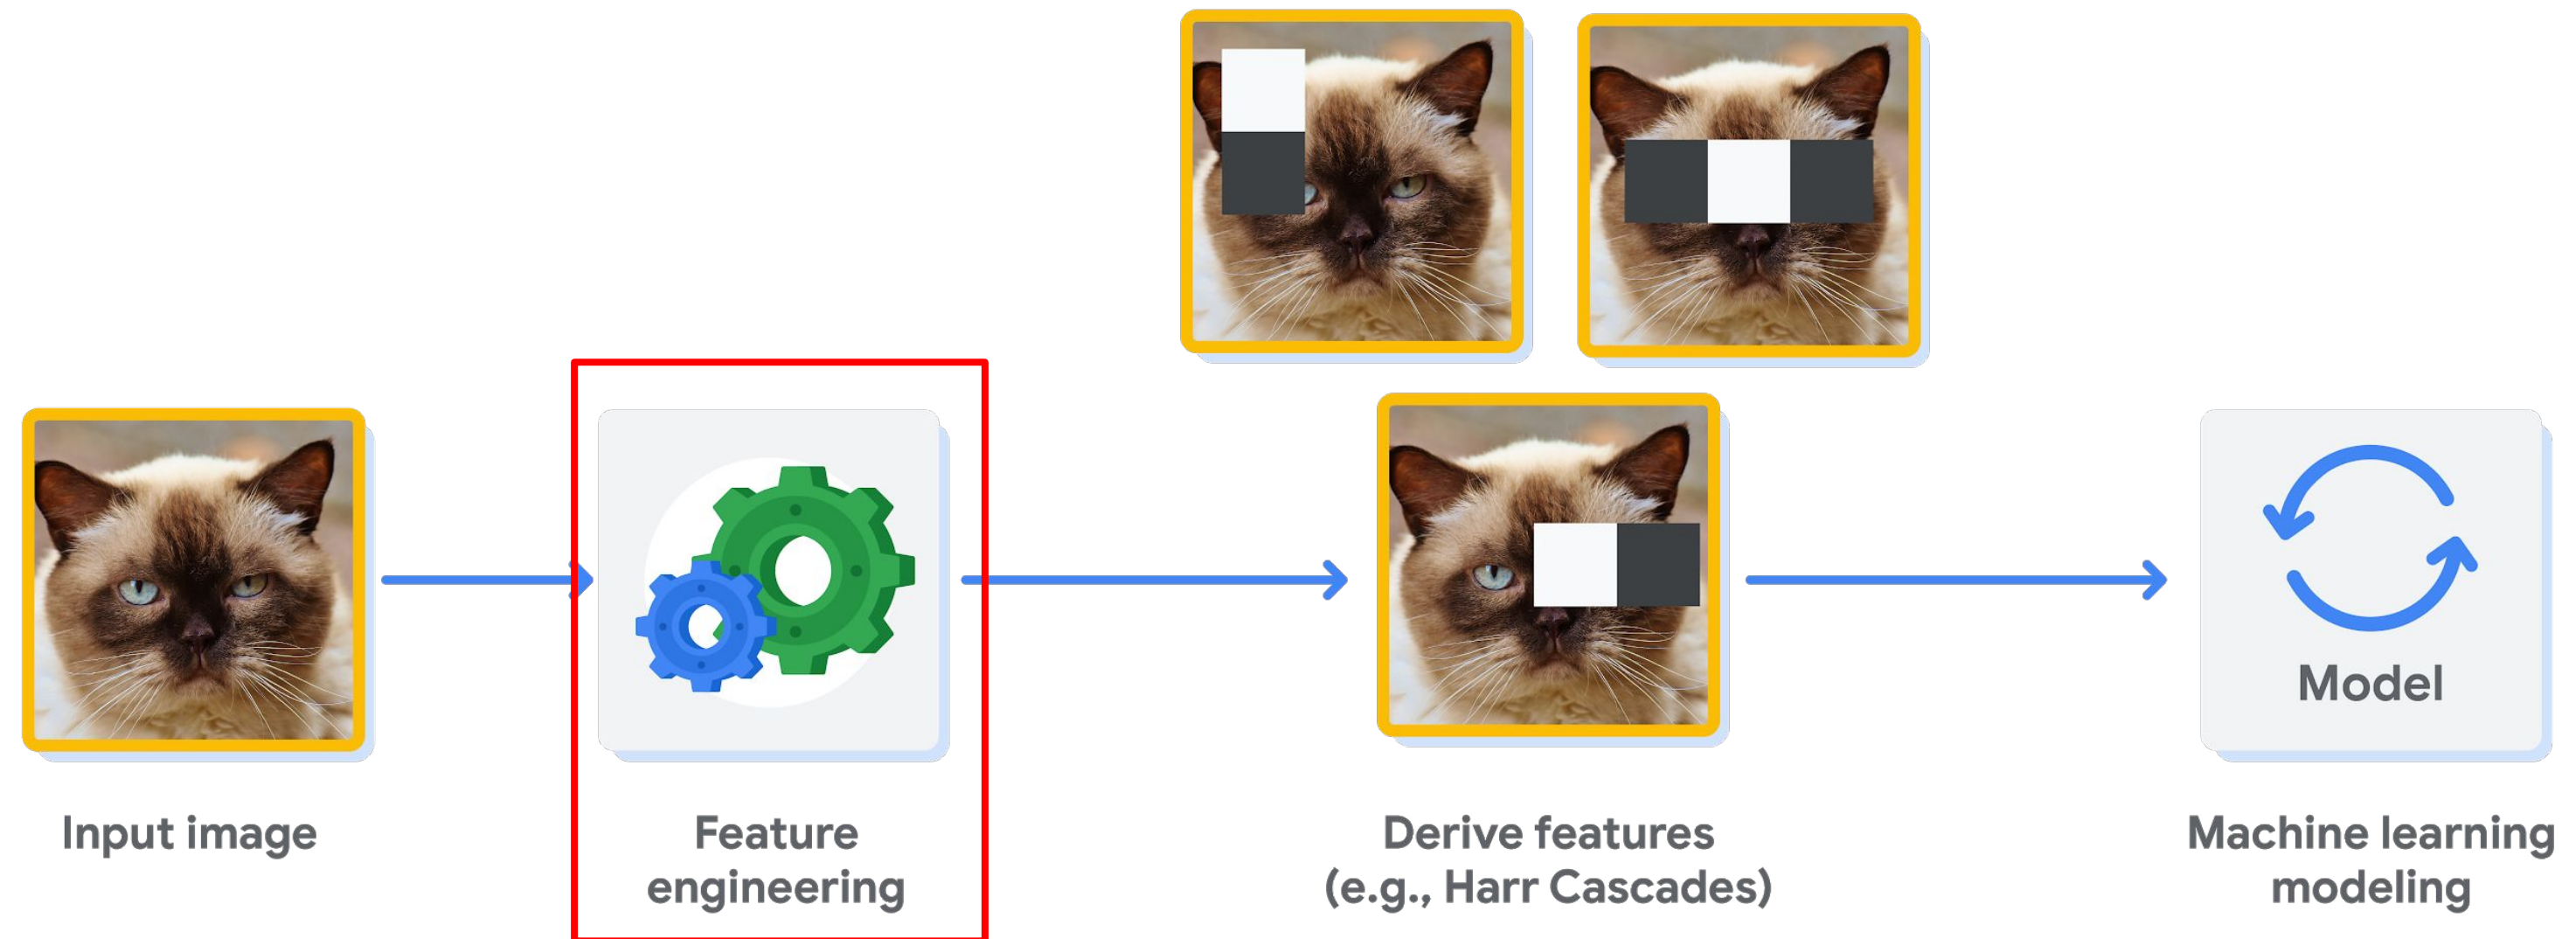 Model
Input image
Feature
engineering
Derive features
(e.g., Harr Cascades)
Machine learning
modeling